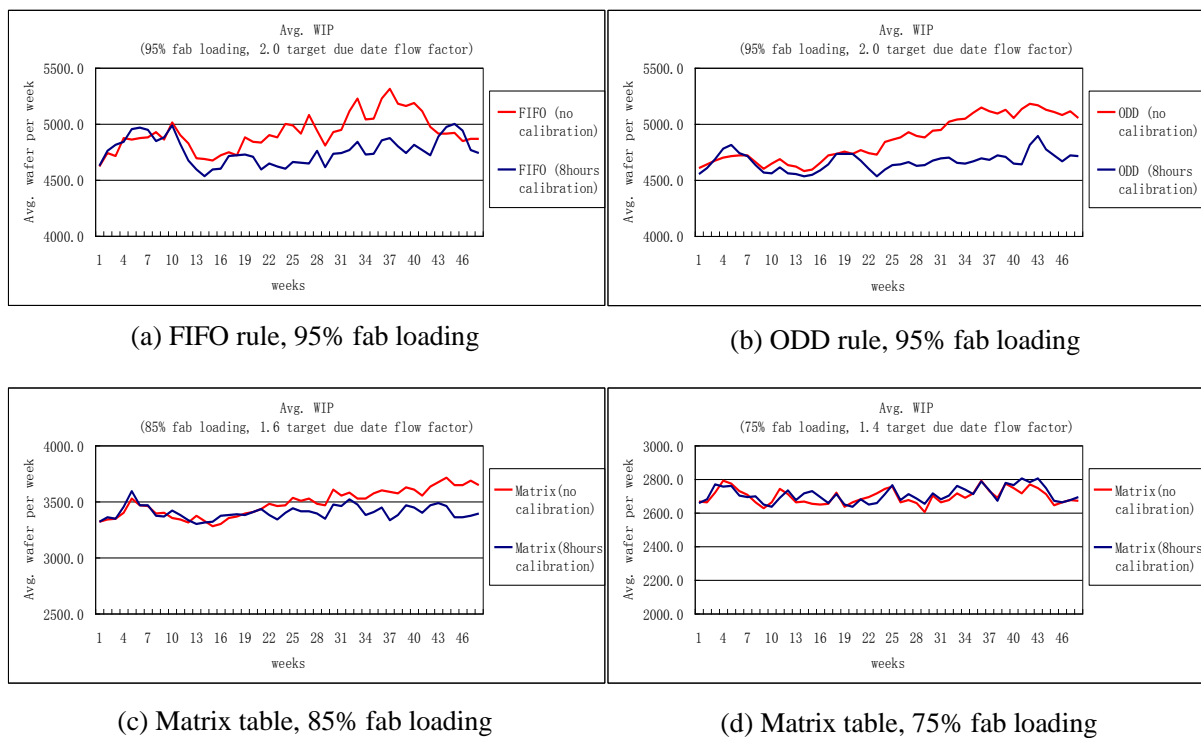 Avg. WIP
(95% fab loading, 2.0 target due date flow factor)
5500.0
5000.0
4500.0
4000.0
Avg. wafer per week
1 4 7 10 13 16 19 22 25 28 31 34 37 40 43 46
weeks
FIFO (no
calibration)
FIFO (8hours
calibration)
(a) FIFO rule, 95% fab loading
Avg. WIP
(95% fab loading, 2.0 target due date flow factor)
5500.0
5000.0
4500.0
4000.0
Avg. wafer per week
1 4 7 10 13 16 19 22 25 28 31 34 37 40 43 46
weeks
ODD (no
calibration)
ODD (8hours
calibration)
(b) ODD rule, 95% fab loading
Avg. WIP
(85% fab loading, 1.6 target due date flow factor)
4000.0
3500.0
3000.0
2500.0
Avg. wafer per week
1 4 7 10 13 16 19 22 25 28 31 34 37 40 43 46
weeks
Matrix(no
calibration)
Matrix(8hours
calibration)
(c) Matrix table, 85% fab loading
Avg. WIP
(75% fab loading, 1.4 target due date flow factor)
3000.0
2800.0
2600.0
2400.0
2200.0
2000.0
Avg. wafer per week
1 4 7 10 13 16 19 22 25 28 31 34 37 40 43 46
weeks
Matrix(no
calibration)
Matrix(8hours
calibration)
(d) Matrix table, 75% fab loading